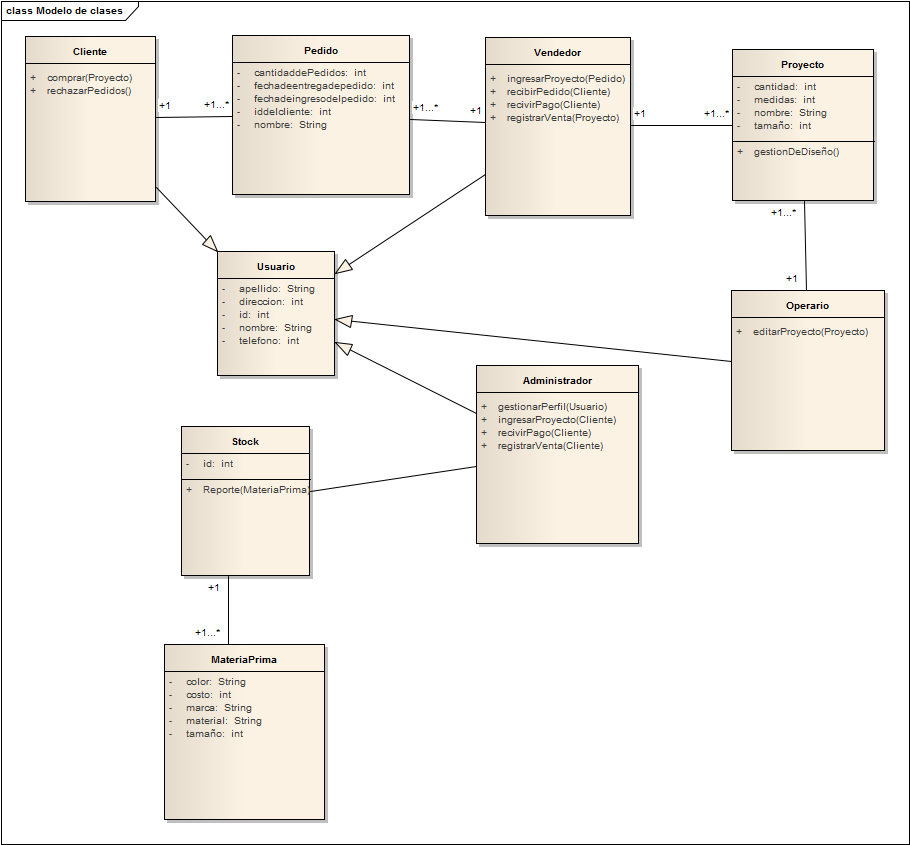 class Modelo de clases
Cliente
+ comprar(Proyecto)
+ rechazarPedidos()
+1
+1...*
Pedido
- cantidaddePedidos: int
- fechadeentregadepedido: int
- fechadeingresodelpedido: int
- iddelcliente: int
- nombre: String
+1...*
+1
Vendedor
+ ingresarProyecto(Pedido)
+ recibirPedido(Cliente)
+ recivirPago(Cliente)
+ registrarVenta(Proyecto)
+1
+1...*
Proyecto
- cantidad: int
- medidas: int
- nombre: String
- tamaño: int
+ gestionDeDiseño()
+1...*
+1
Usuario
- apellido: String
- direccion: int
- id: int
- nombre: String
- telefono: int
Operario
+ editarProyecto(Proyecto)
Administrador
+ gestionarPerfil(Usuario)
+ ingresarProyecto(Cliente)
+ recivirPago(Cliente)
+ registrarVenta(Cliente)
Stock
- id: int
+ Reporte(MateriaPrima)
+1
+1...*
MateriaPrima
- color: String
- costo: int
- marca: String
- material: String
- tamaño: int